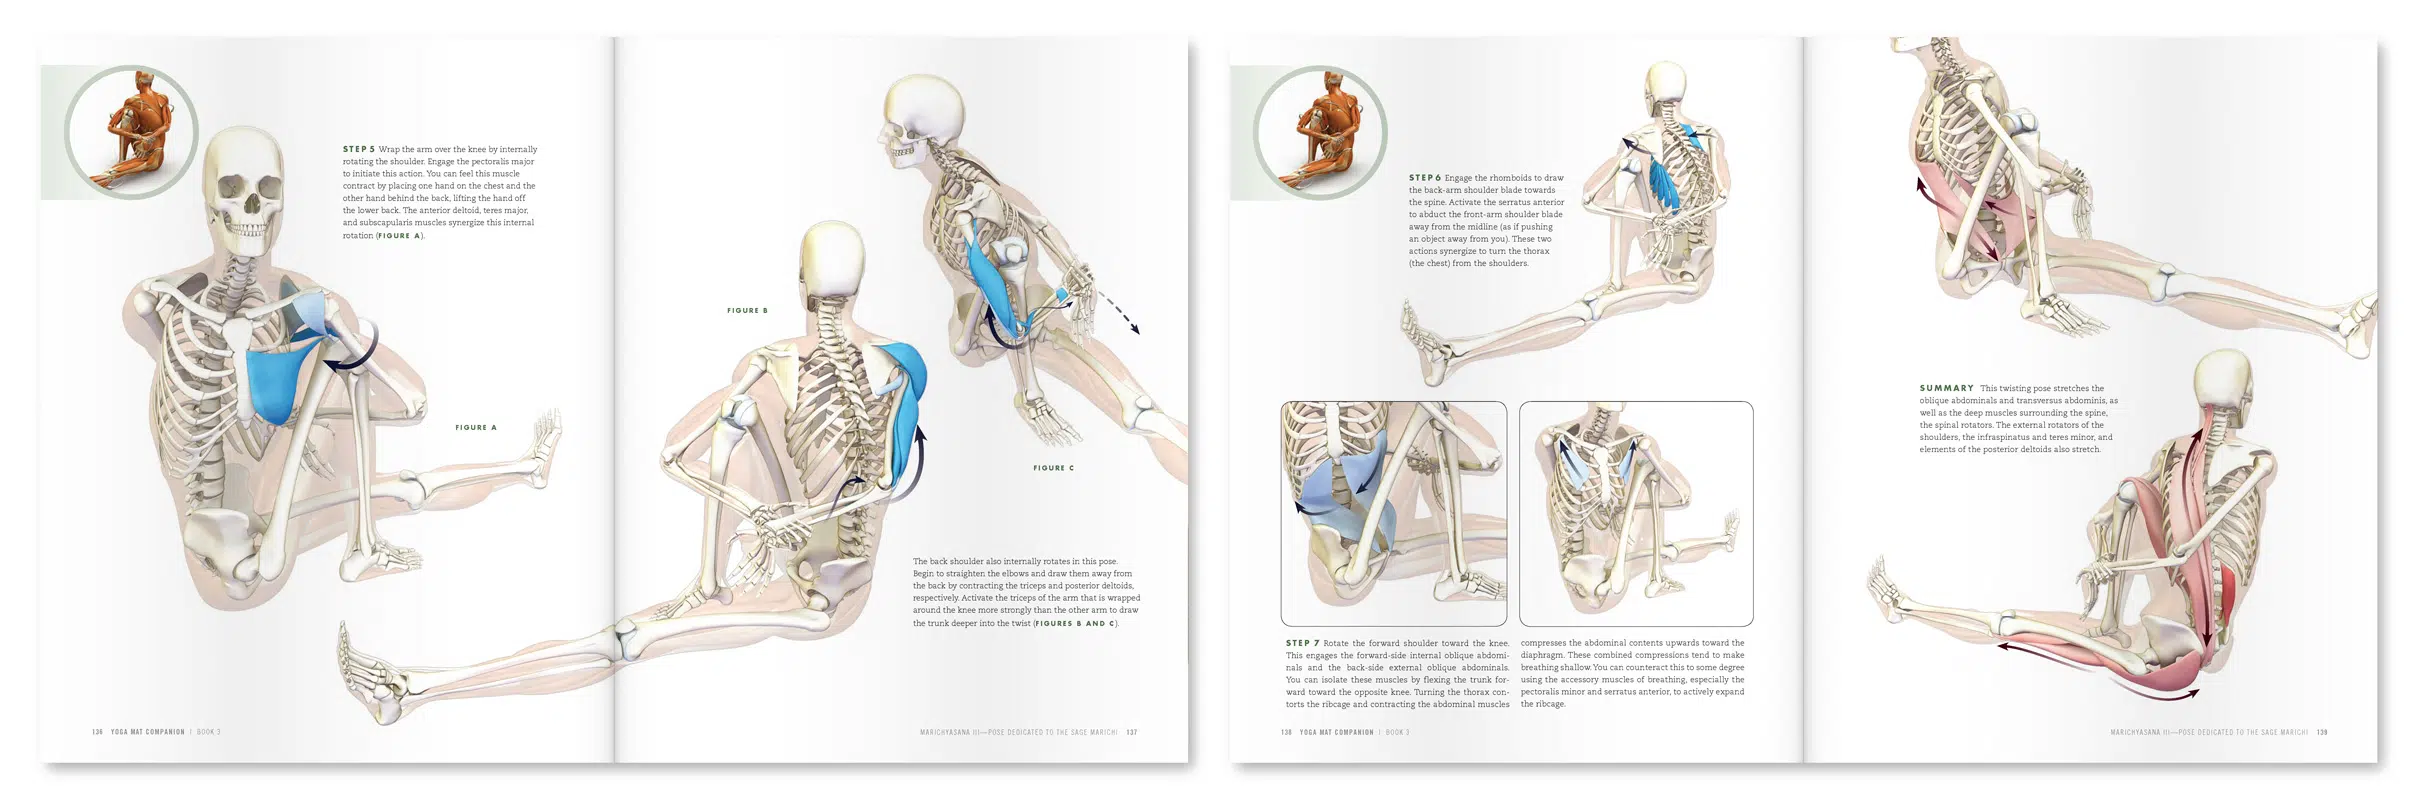 STEP 5 Wrap the arm over the knee by internally
rotating the shoulder. Engage the pectoralis major
to initiate this action. You can feel this muscle
contract by placing one hand on the chest and the
other hand behind the back, lifting the hand off
the lower back. The anterior deltoid, teres major,
and subscapularis muscles synergize this internal
rotation (FIGURE A).
FIGURE A
136 YOGA MAT COMPANION | BOOK 3
FIGURE B
FIGURE C
The back shoulder also internally rotates in this pose.
Begin to straighten the elbows and draw them away from
the back by contracting the triceps and posterior deltoids,
respectively. Activate the triceps of the arm that is wrapped
around the knee more strongly than the other arm to draw
the trunk deeper into the twist (FIGURES B AND C).
MARICHYASANA III—POSE DEDICATED TO THE SAGE MARICHI 137
STEP 6 Engage the rhomboids to draw
the back-arm shoulder blade towards
the spine. Activate the serratus anterior
to abduct the front-arm shoulder blade
away from the midline (as if pushing
an object away from you). These two
actions synergize to turn the thorax
(the chest) from the shoulders.
STEP 7 Rotate the forward shoulder toward the knee.
This engages the forward-side internal oblique abdomi-
nals and the back-side external oblique abdominals.
You can isolate these muscles by flexing the trunk for-
ward toward the opposite knee. Turning the thorax con-
torts the ribcage and contracting the abdominal muscles
compresses the abdominal contents upwards toward the
diaphragm. These combined compressions tend to make
breathing shallow. You can counteract this to some degree
using the accessory muscles of breathing, especially the
pectoralis minor and serratus anterior, to actively expand
the ribcage.
138 YOGA MAT COMPANION | BOOK 3
SUMMARY This twisting pose stretches the
oblique abdominals and transversus abdominis, as
well as the deep muscles surrounding the spine,
the spinal rotators. The external rotators of the
shoulders, the infraspinatus and teres minor, and
elements of the posterior deltoids also stretch.
MARICHYASANA III—POSE DEDICATED TO THE SAGE MARICHI 139